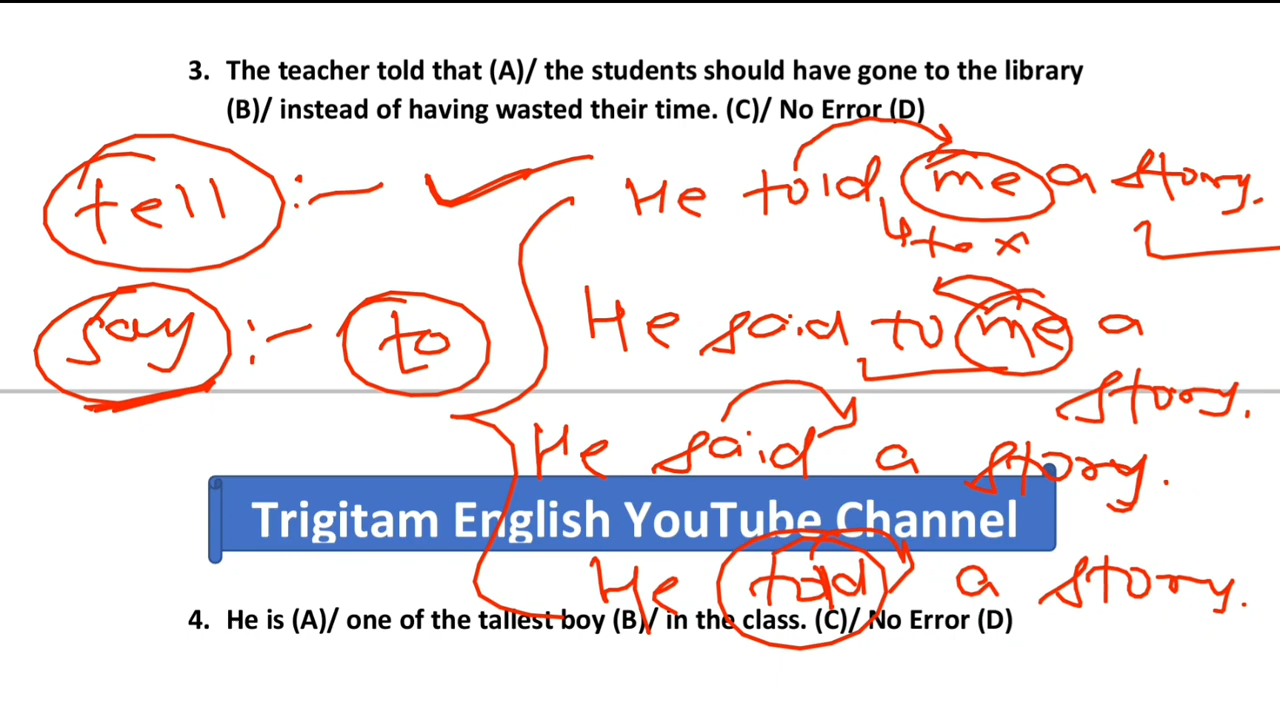 3. The teacher told that (A)/ the students should have gone to the library
(B)/ instead of having wasted their time. (C)/ No Error (D)
tell :- ✓ He told me a story.
↳ to ×
say :- to He said to me a
story.
He said a story.
Trigitam English YouTube Channel
He told a story.
4. He is (A)/ one of the tallest boy (B)/ in the class. (C)/ No Error (D)